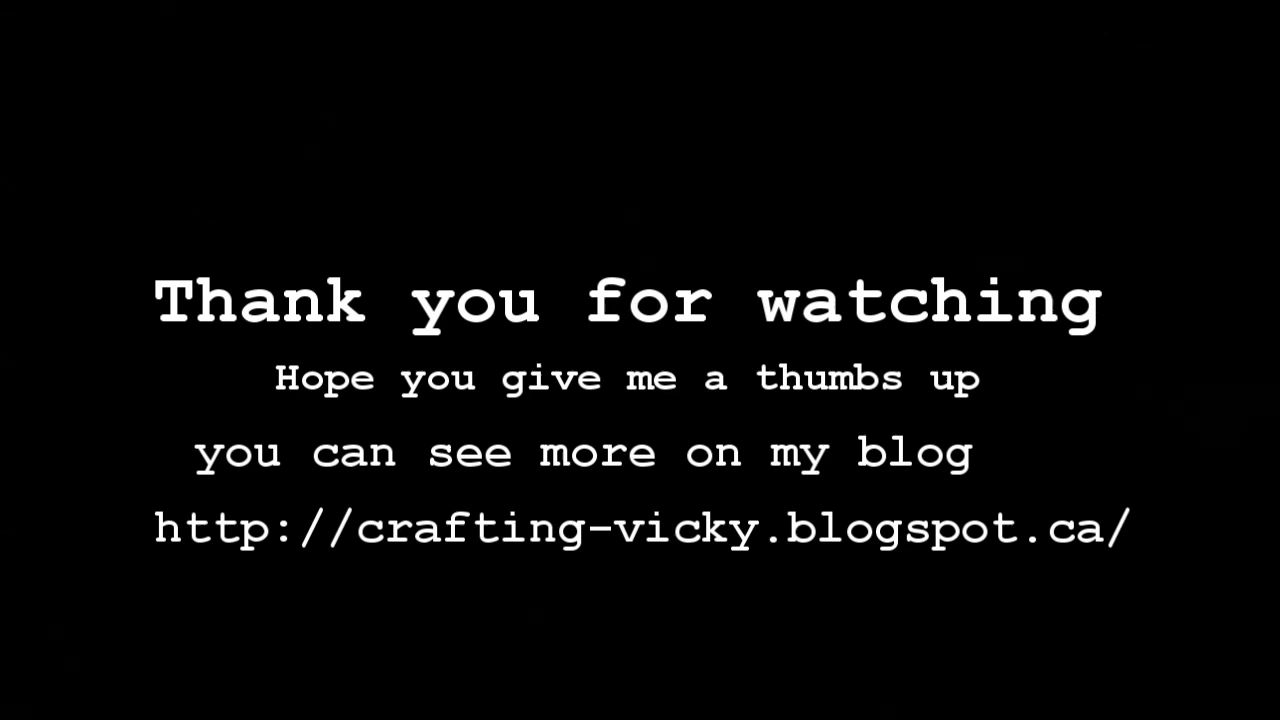 Thank you for watching
Hope you give me a thumbs up
you can see more on my blog
http://crafting-vicky.blogspot.ca/